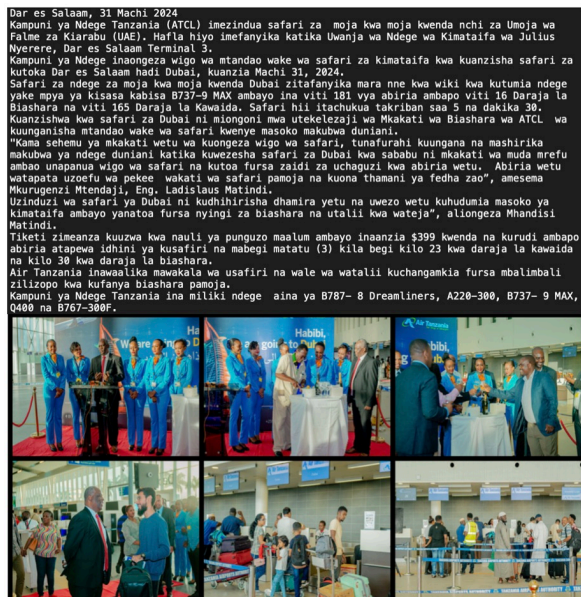 Dar es Salaam, 31 Machi 2024
Kampuni ya Ndege Tanzania (ATCL) imezindua safari za  moja kwa moja kwenda nchi za Umoja wa
Falme za Kiarabu (UAE). Hafla hiyo imefanyika katika Uwanja wa Ndege wa Kimataifa wa Julius
Nyerere, Dar es Salaam Terminal 3.
Kampuni ya Ndege inaongeza wigo wa mtandao wake wa safari za kimataifa kwa kuanzisha safari za
kutoka Dar es Salaam hadi Dubai, kuanzia Machi 31, 2024.
Safari za ndege za moja kwa moja kwenda Dubai zitafanyika mara nne kwa wiki kwa kutumia ndege
yake mpya ya kisasa kabisa B737-9 MAX ambayo ina viti 181 vya abiria ambapo viti 16 Daraja la
Biashara na viti 165 Daraja la Kawaida. Safari hii itachukua takriban saa 5 na dakika 30.
Kuanzishwa kwa safari za Dubai ni miongoni mwa utekelezaji wa Mkakati wa Biashara wa ATCL  wa
kuunganisha mtandao wake wa safari kwenye masoko makubwa duniani.
"Kama sehemu ya mkakati wetu wa kuongeza wigo wa safari, tunafurahi kuungana na mashirika
makubwa ya ndege duniani katika kuwezesha safari za Dubai kwa sababu ni mkakati wa muda mrefu
ambao unapanua wigo wa safari na kutoa fursa zaidi za uchaguzi kwa abiria wetu.  Abiria wetu
watapata uzoefu wa pekee  wakati wa safari pamoja na kuona thamani ya fedha zao", amesema
Mkurugenzi Mtendaji, Eng. Ladislaus Matindi.
Uzinduzi wa safari ya Dubai ni kudhihirisha dhamira yetu na uwezo wetu kuhudumia masoko ya
kimataifa ambayo yanatoa fursa nyingi za biashara na utalii kwa wateja", aliongeza Mhandisi
Matindi.
Tiketi zimeanza kuuzwa kwa nauli ya punguzo maalum ambayo inaanzia $399 kwenda na kurudi ambapo
abiria atapewa idhini ya kusafiri na mabegi matatu (3) kila begi kilo 23 kwa daraja la kawaida
na kilo 30 kwa daraja la biashara.
Air Tanzania inawaalika mawakala wa usafiri na wale wa watalii kuchangamkia fursa mbalimbali
zilizopo kwa kufanya biashara pamoja.
Kampuni ya Ndege Tanzania ina miliki ndege  aina ya B787- 8 Dreamliners, A220-300, B737- 9 MAX,
Q400 na B767-300F.
Habibi,
Habibi,
Air Tanzania
Habibi,